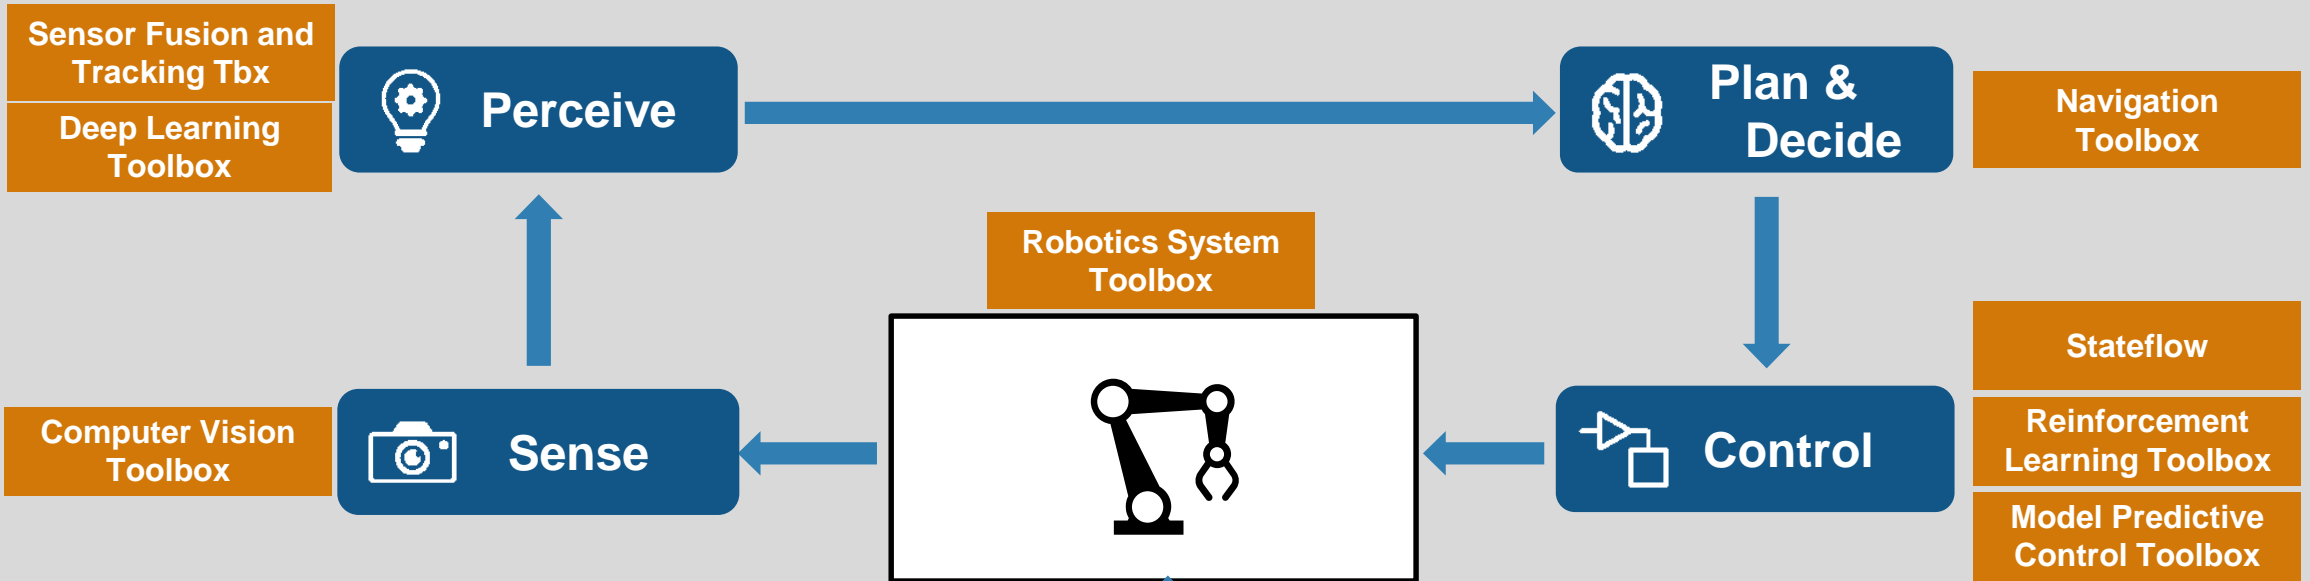 Sensor Fusion and
Tracking Tbx
Deep Learning
Toolbox
Perceive
Plan &
Decide
Navigation
Toolbox
Robotics System
Toolbox
Computer Vision
Toolbox
Sense
Control
Stateflow
Reinforcement
Learning Toolbox
Model Predictive
Control Toolbox